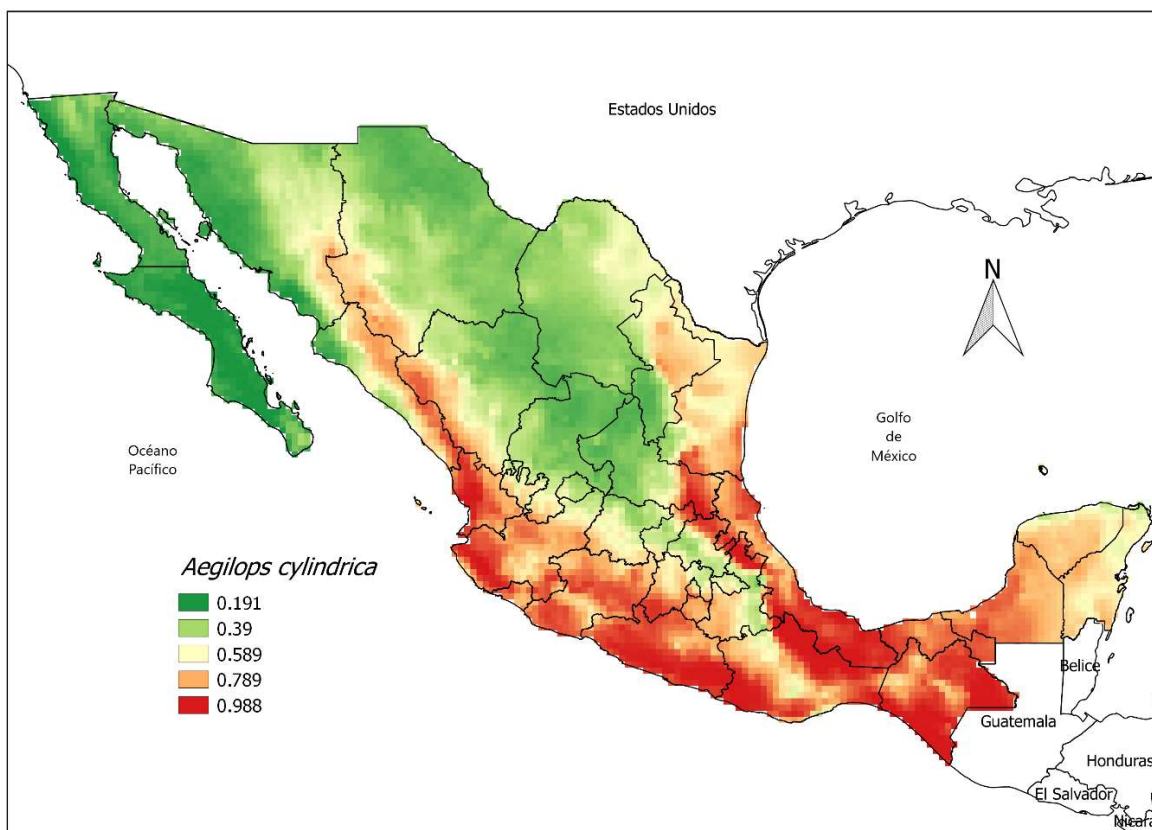 Estados Unidos
N
Golfo
de
México
Océano
Pacífico
Aegilops cylindrica
0.191
0.39
0.589
0.789
0.988
Belice
Guatemala
Honduras
El Salvador
Nicara